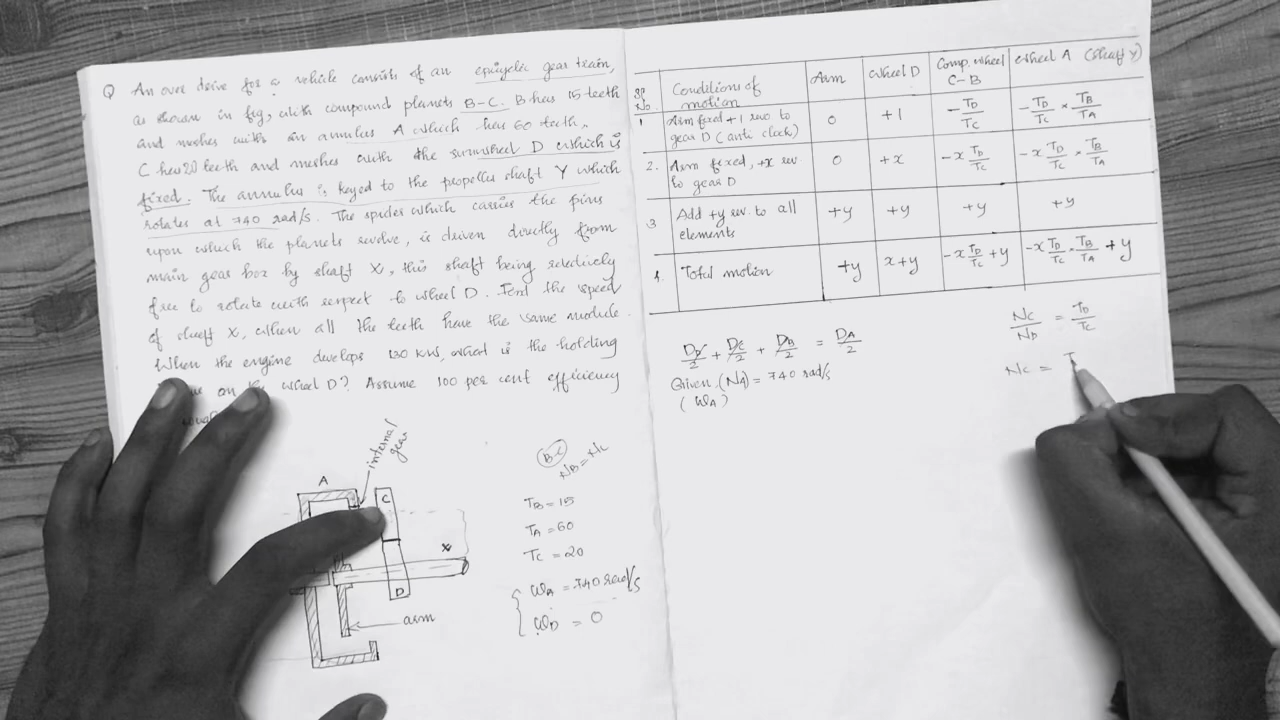 Q An over drive for a vehicle consists of an epicyclic gear train,
as shown in fig, with compound planets B-C. B has 15 teeth
and meshes with an annulus A which has 60 teeth.
C has 20 teeth and meshes with the sunwheel D which is
fixed. The annulus is keyed to the propeller shaft Y which
rotates at 740 rad/s. The spider which carries the pins
upon which the planets revolve, is driven directly from
main gear box by shaft X, this shaft being relatively
free to rotate with respect to wheel D. Find the speed
of shaft X, when all the teeth have the same module.
When the engine develops 130 KW, what is the holding
on the wheel D? Assume 100 per cent efficiency
A
internal
gear
C
X
D
arm
B-C
NB = NC
TB = 15
TA = 60
TC = 20
ωA = 740 rad/s
ωD = 0
Sl No. Conditions of motion Arm Wheel D Comp. wheel C-B Wheel A (Shaft Y)
1 Arm fixed +1 rev. to gear D (anti clock) 0 +1 -TD/TC -TD/TC × TB/TA
2. Arm fixed, +x rev. to gear D 0 +x -x TD/TC -x TD/TC × TB/TA
3 Add +y rev. to all elements +y +y +y +y
4. Total motion +y x+y -x TD/TC + y -x TD/TC × TB/TA + y
DD/2 + DC/2 + DB/2 = DA/2
Given (NA) = 740 rad/s
(ωA)
NC/ND = TD/TC
NC = T